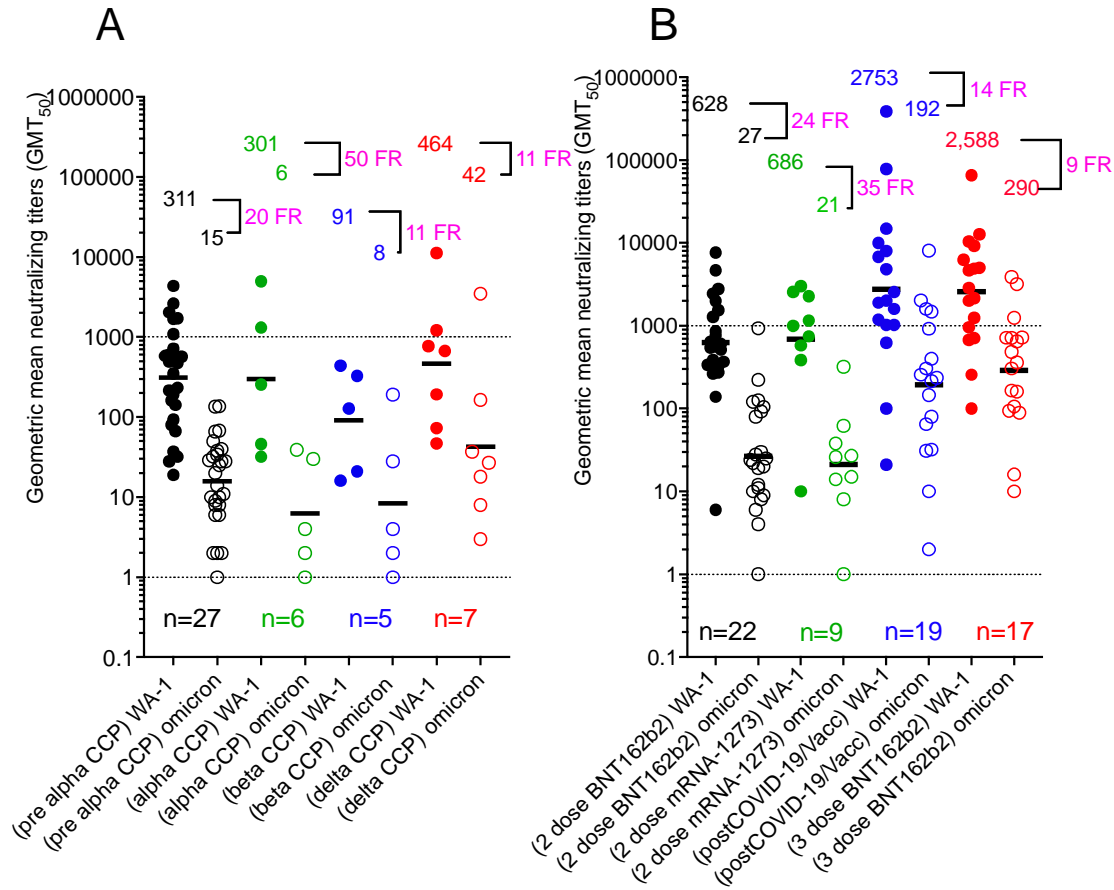 A
Geometric mean neutralizing titers (GMT50)
1000000
100000
10000
1000
100
10
1
0.1
311
15
20 FR
301
6
50 FR
91
8
11 FR
464
42
11 FR
n=27
n=6
n=5
n=7
(pre alpha CCP) WA-1
(pre alpha CCP) omicron
(alpha CCP) WA-1
(alpha CCP) omicron
(beta CCP) WA-1
(beta CCP) omicron
(delta CCP) WA-1
(delta CCP) omicron
B
Geometric mean neutralizing titers (GMT50)
1000000
100000
10000
1000
100
10
1
0.1
628
27
24 FR
686
21
35 FR
2753
192
14 FR
2,588
290
9 FR
n=22
n=9
n=19
n=17
(2 dose BNT162b2) WA-1
(2 dose BNT162b2) omicron
(2 dose mRNA-1273) WA-1
(2 dose mRNA-1273) omicron
(postCOVID-19/Vacc) WA-1
(postCOVID-19/Vacc) omicron
(3 dose BNT162b2) WA-1
(3 dose BNT162b2) omicron